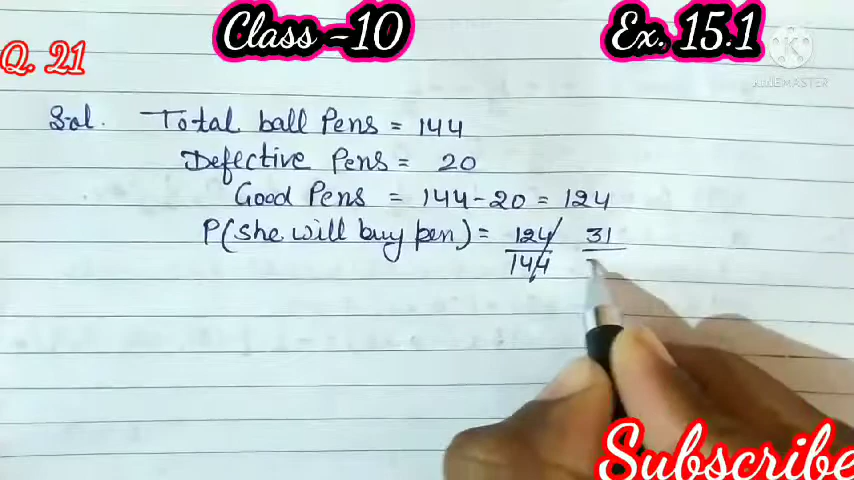 Class -10
Ex. 15.1
Q. 21
KINEMASTER
Sol. Total ball Pens = 144
Defective Pens = 20
Good Pens = 144-20 = 124
P(she will buy pen) = 124/144 31
Subscribe